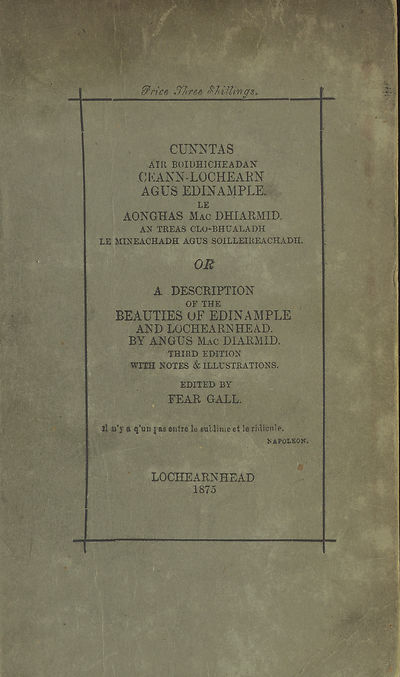 Price Three Shillings.
CUNNTAS
AIR BOIDHICHEADAN
CEANN-LOCHEARN
AGUS EDINAMPLE.
LE
AONGHAS MAC DHIARMID.
AN TREAS CLO-BHUALADH
LE MINEACHADH AGUS SOILLEIREACHADH.
OR
A DESCRIPTION
OF THE
BEAUTIES OF EDINAMPLE
AND LOCHEARNHEAD.
BY ANGUS MAC DIARMID.
THIRD EDITION
WITH NOTES & ILLUSTRATIONS.
EDITED BY
FEAR GALL.
Il n'y a q'un pas entre le sublime et le ridicule.
NAPOLEON.
LOCHEARNHEAD
1875